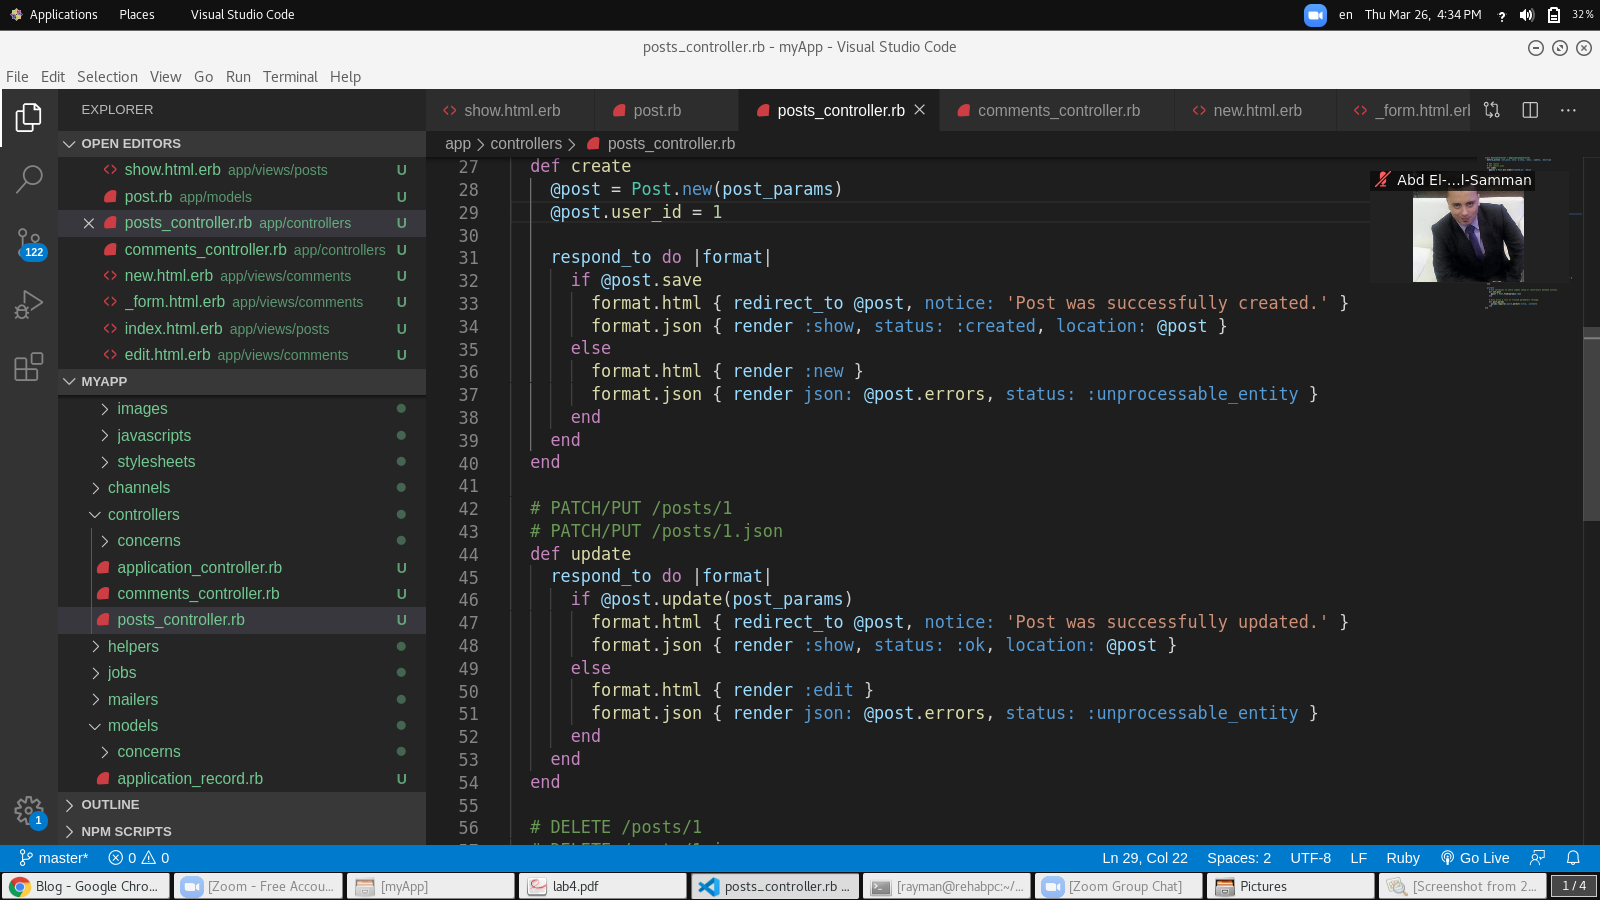 Applications Places Visual Studio Code en Thu Mar 26, 4:34 PM ? 32%
posts_controller.rb - myApp - Visual Studio Code
File Edit Selection View Go Run Terminal Help
EXPLORER
OPEN EDITORS
show.html.erb app/views/posts U
post.rb app/models U
posts_controller.rb app/controllers U
comments_controller.rb app/controllers U
new.html.erb app/views/comments U
_form.html.erb app/views/comments U
index.html.erb app/views/posts U
edit.html.erb app/views/comments U
MYAPP
images
javascripts
stylesheets
channels
controllers
concerns
application_controller.rb U
comments_controller.rb U
posts_controller.rb U
helpers
jobs
mailers
models
concerns
application_record.rb U
OUTLINE
NPM SCRIPTS
122
1
show.html.erb post.rb posts_controller.rb comments_controller.rb new.html.erb _form.html.erl
app controllers posts_controller.rb
27 def create
28 @post = Post.new(post_params)
29 @post.user_id = 1
30
31 respond_to do |format|
32 if @post.save
33 format.html { redirect_to @post, notice: 'Post was successfully created.' }
34 format.json { render :show, status: :created, location: @post }
35 else
36 format.html { render :new }
37 format.json { render json: @post.errors, status: :unprocessable_entity }
38 end
39 end
40 end
41
42 # PATCH/PUT /posts/1
43 # PATCH/PUT /posts/1.json
44 def update
45 respond_to do |format|
46 if @post.update(post_params)
47 format.html { redirect_to @post, notice: 'Post was successfully updated.' }
48 format.json { render :show, status: :ok, location: @post }
49 else
50 format.html { render :edit }
51 format.json { render json: @post.errors, status: :unprocessable_entity }
52 end
53 end
54 end
55
56 # DELETE /posts/1
Abd El-...l-Samman
master* 0 0 Ln 29, Col 22 Spaces: 2 UTF-8 LF Ruby Go Live
Blog - Google Chro... [Zoom - Free Accou... [myApp] lab4.pdf posts_controller.rb ... [rayman@rehabpc:~/... [Zoom Group Chat] Pictures [Screenshot from 2... 1 / 4